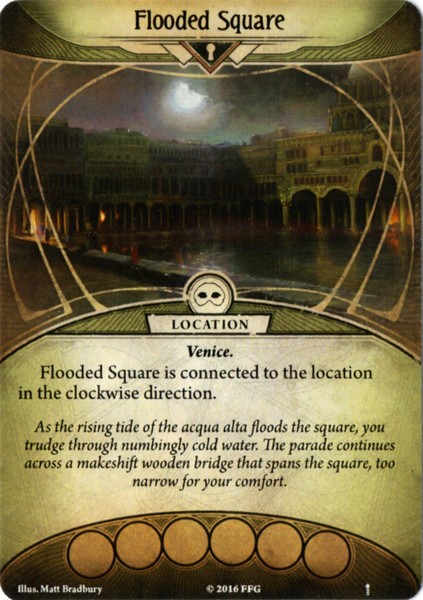 Flooded Square
LOCATION
Venice.
Flooded Square is connected to the location
in the clockwise direction.
As the rising tide of the acqua alta floods the square, you
trudge through numbingly cold water. The parade continues
across a makeshift wooden bridge that spans the square, too
narrow for your comfort.
Illus. Matt Bradbury
© 2016 FFG